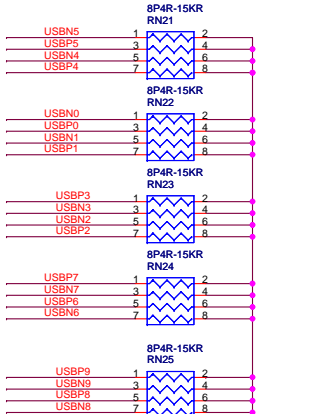 8P4R-15KR
RN21
USBN5 1 2
USBP5 3 4
USBN4 5 6
USBP4 7 8
8P4R-15KR
RN22
USBN0 1 2
USBP0 3 4
USBN1 5 6
USBP1 7 8
8P4R-15KR
RN23
USBP3 1 2
USBN3 3 4
USBN2 5 6
USBP2 7 8
8P4R-15KR
RN24
USBP7 1 2
USBN7 3 4
USBP6 5 6
USBN6 7 8
8P4R-15KR
RN25
USBP9 1 2
USBN9 3 4
USBP8 5 6
USBN8 7 8